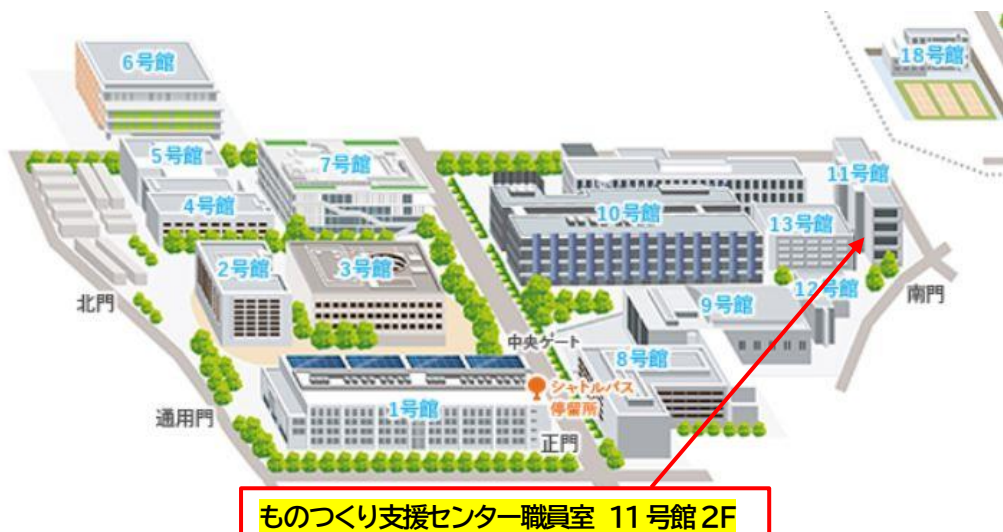 6号館
18号館
5号館
7号館
11号館
4号館
10号館
13号館
2号館
3号館
北門
12号館
南門
9号館
中央ゲート
8号館
シャトルバス
停留所
1号館
通用門
正門
ものつくり支援センター職員室 11号館2F